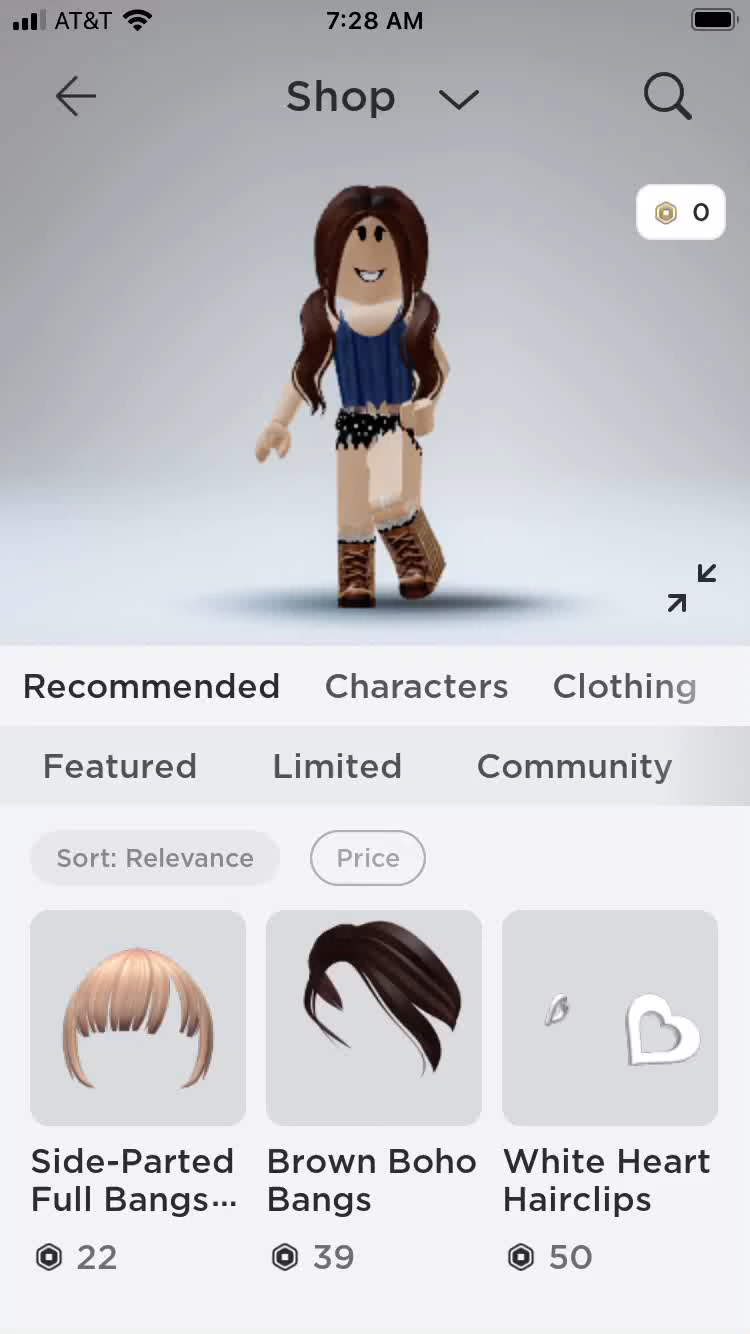 AT&T 7:28 AM
Shop
0
Recommended Characters Clothing
Featured Limited Community
Sort: Relevance Price
Side-Parted
Full Bangs...
Brown Boho
Bangs
White Heart
Hairclips
22 39 50